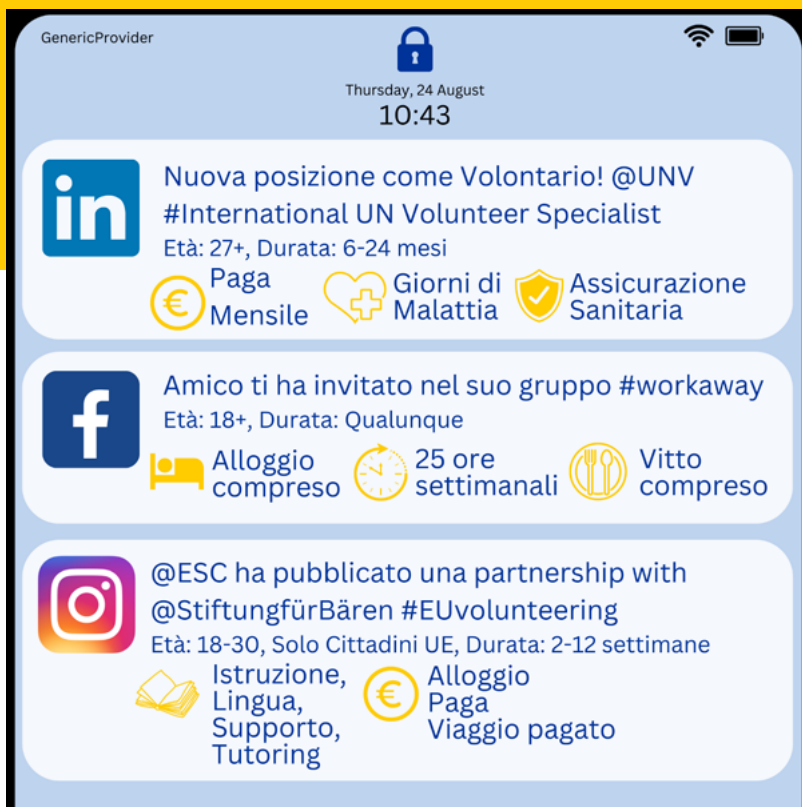 GenericProvider
Thursday, 24 August
10:43
in
Nuova posizione come Volontario! @UNV
#International UN Volunteer Specialist
Età: 27+, Durata: 6-24 mesi
Paga
Mensile
Giorni di
Malattia
Assicurazione
Sanitaria
f
Amico ti ha invitato nel suo gruppo #workaway
Età: 18+, Durata: Qualunque
Alloggio
compreso
25 ore
settimanali
Vitto
compreso
@ESC ha pubblicato una partnership with
@StiftungfürBären #EUvolunteering
Età: 18-30, Solo Cittadini UE, Durata: 2-12 settimane
Istruzione,
Lingua,
Supporto,
Tutoring
€
Alloggio
Paga
Viaggio pagato